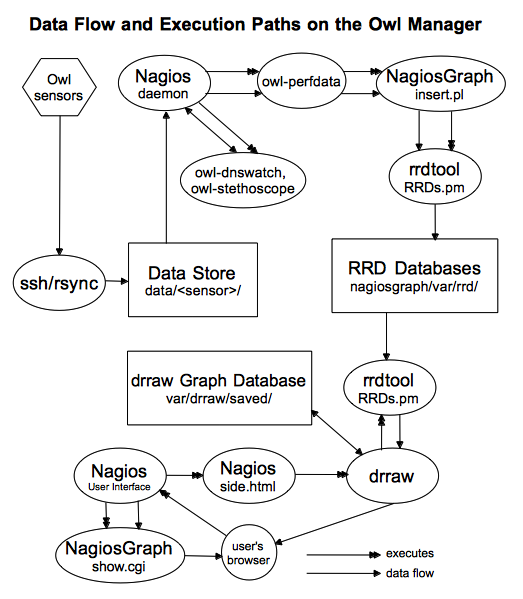 Data Flow and Execution Paths on the Owl Manager
Owl
sensors
Nagios
daemon
owl-perfdata
NagiosGraph
insert.pl
owl-dnswatch,
owl-stethoscope
rrdtool
RRDs.pm
ssh/rsync
Data Store
data/<sensor>/
RRD Databases
nagiosgraph/var/rrd/
drraw Graph Database
var/drraw/saved/
rrdtool
RRDs.pm
Nagios
User Interface
Nagios
side.html
drraw
NagiosGraph
show.cgi
user's
browser
executes
data flow